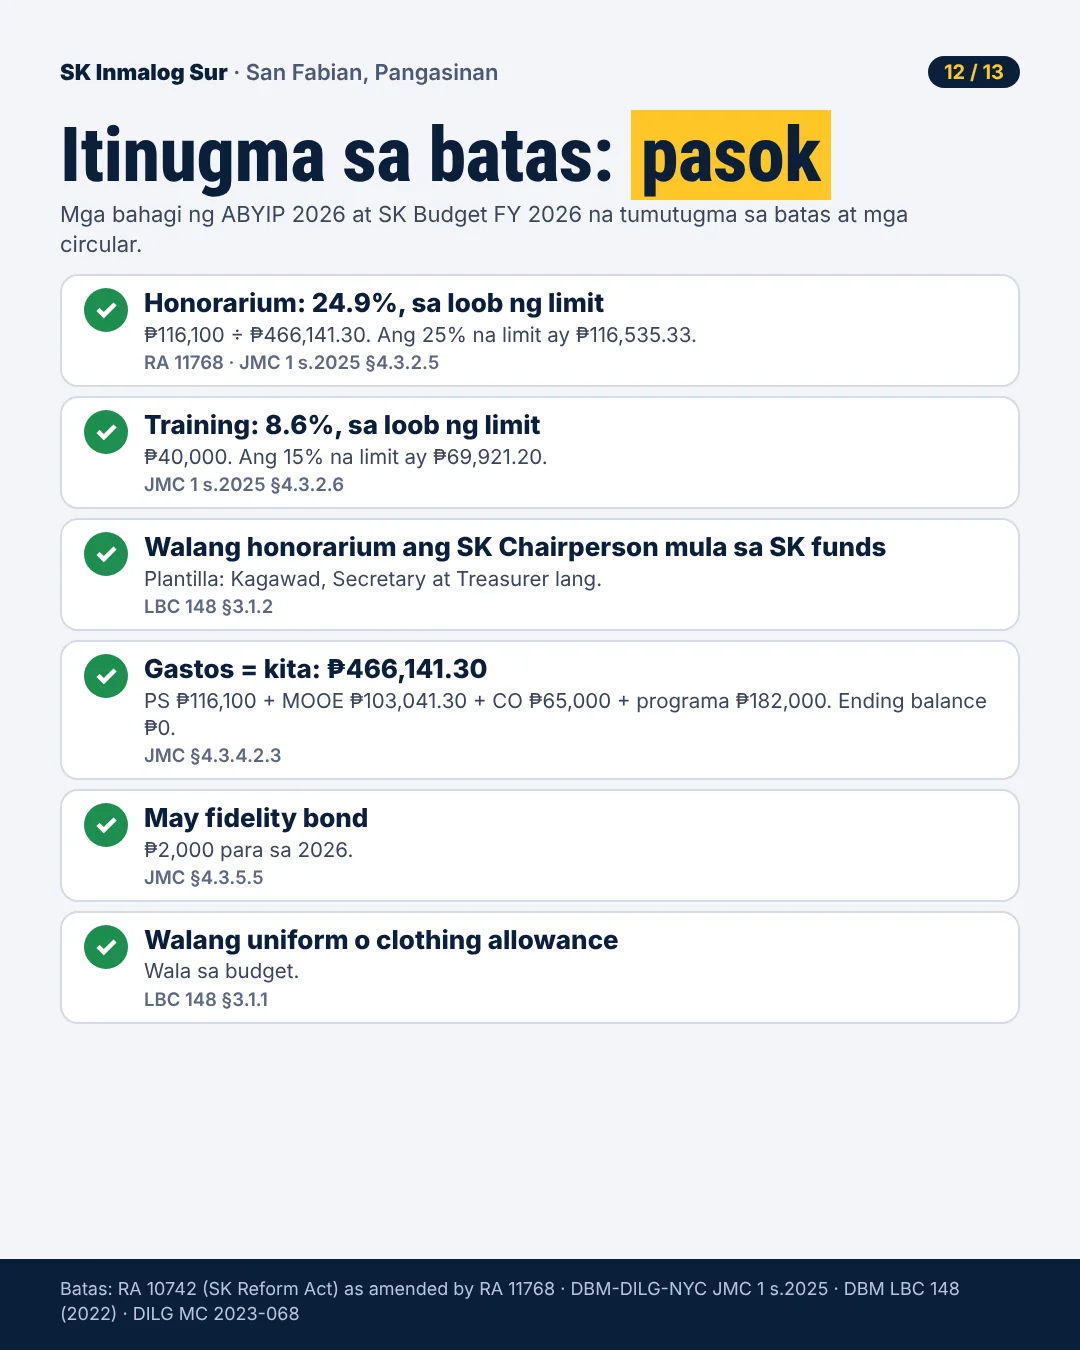 SK Inmalog Sur · San Fabian, Pangasinan
12 / 13
Itinugma sa batas: pasok
Mga bahagi ng ABYIP 2026 at SK Budget FY 2026 na tumutugma sa batas at mga
circular.
Honorarium: 24.9%, sa loob ng limit
₱116,100 ÷ ₱466,141.30. Ang 25% na limit ay ₱116,535.33.
RA 11768 · JMC 1 s.2025 §4.3.2.5
Training: 8.6%, sa loob ng limit
₱40,000. Ang 15% na limit ay ₱69,921.20.
JMC 1 s.2025 §4.3.2.6
Walang honorarium ang SK Chairperson mula sa SK funds
Plantilla: Kagawad, Secretary at Treasurer lang.
LBC 148 §3.1.2
Gastos = kita: ₱466,141.30
PS ₱116,100 + MOOE ₱103,041.30 + CO ₱65,000 + programa ₱182,000. Ending balance
₱0.
JMC §4.3.4.2.3
May fidelity bond
₱2,000 para sa 2026.
JMC §4.3.5.5
Walang uniform o clothing allowance
Wala sa budget.
LBC 148 §3.1.1
Batas: RA 10742 (SK Reform Act) as amended by RA 11768 · DBM-DILG-NYC JMC 1 s.2025 · DBM LBC 148
(2022) · DILG MC 2023-068